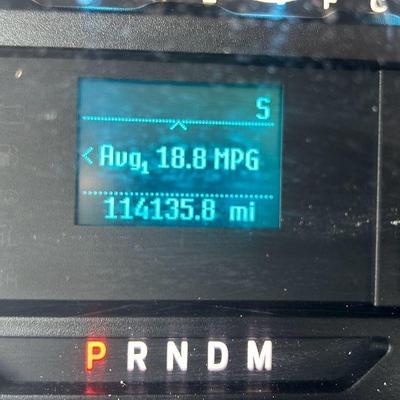 S
< Avg1 18.8 MPG
114135.8 mi
P R N D M